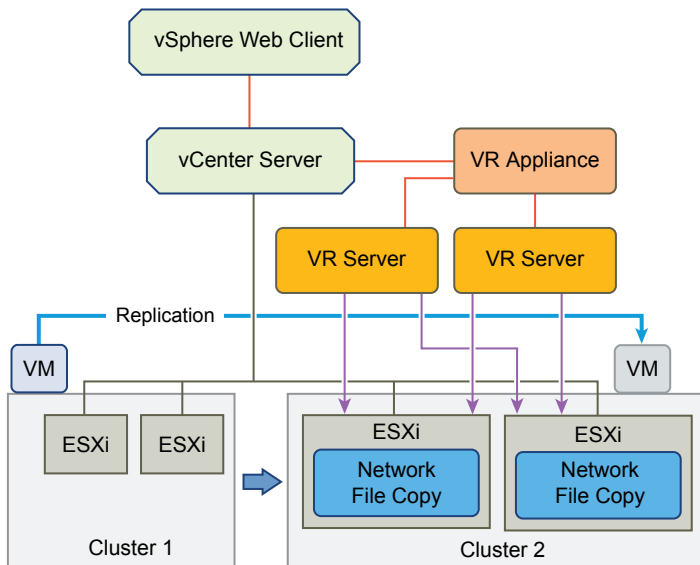 vSphere Web Client
vCenter Server
VR Appliance
VR Server
VR Server
Replication
VM
VM
ESXi
ESXi
ESXi
Network
File Copy
ESXi
Network
File Copy
Cluster 1
Cluster 2